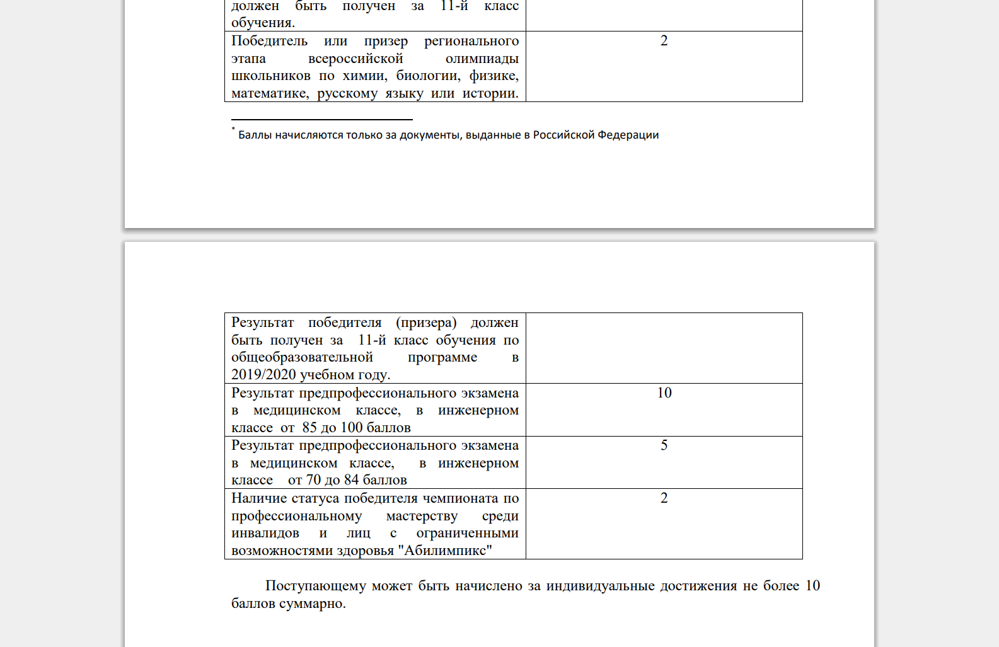 должен быть получен за 11-й класс
обучения.
Победитель или призер регионального
2
этапа всероссийской олимпиады
школьников по химии, биологии, физике,
математике, русскому языку или истории.
* Баллы начисляются только за документы, выданные в Российской Федерации
Результат победителя (призера) должен
быть получен за 11-й класс обучения по
общеобразовательной программе в
2019/2020 учебном году.
Результат предпрофессионального экзамена
10
в медицинском классе, в инженерном
классе от 85 до 100 баллов
Результат предпрофессионального экзамена
5
в медицинском классе, в инженерном
классе от 70 до 84 баллов
Наличие статуса победителя чемпионата по
2
профессиональному мастерству среди
инвалидов и лиц с ограниченными
возможностями здоровья "Абилимпикс"
Поступающему может быть начислено за индивидуальные достижения не более 10
баллов суммарно.